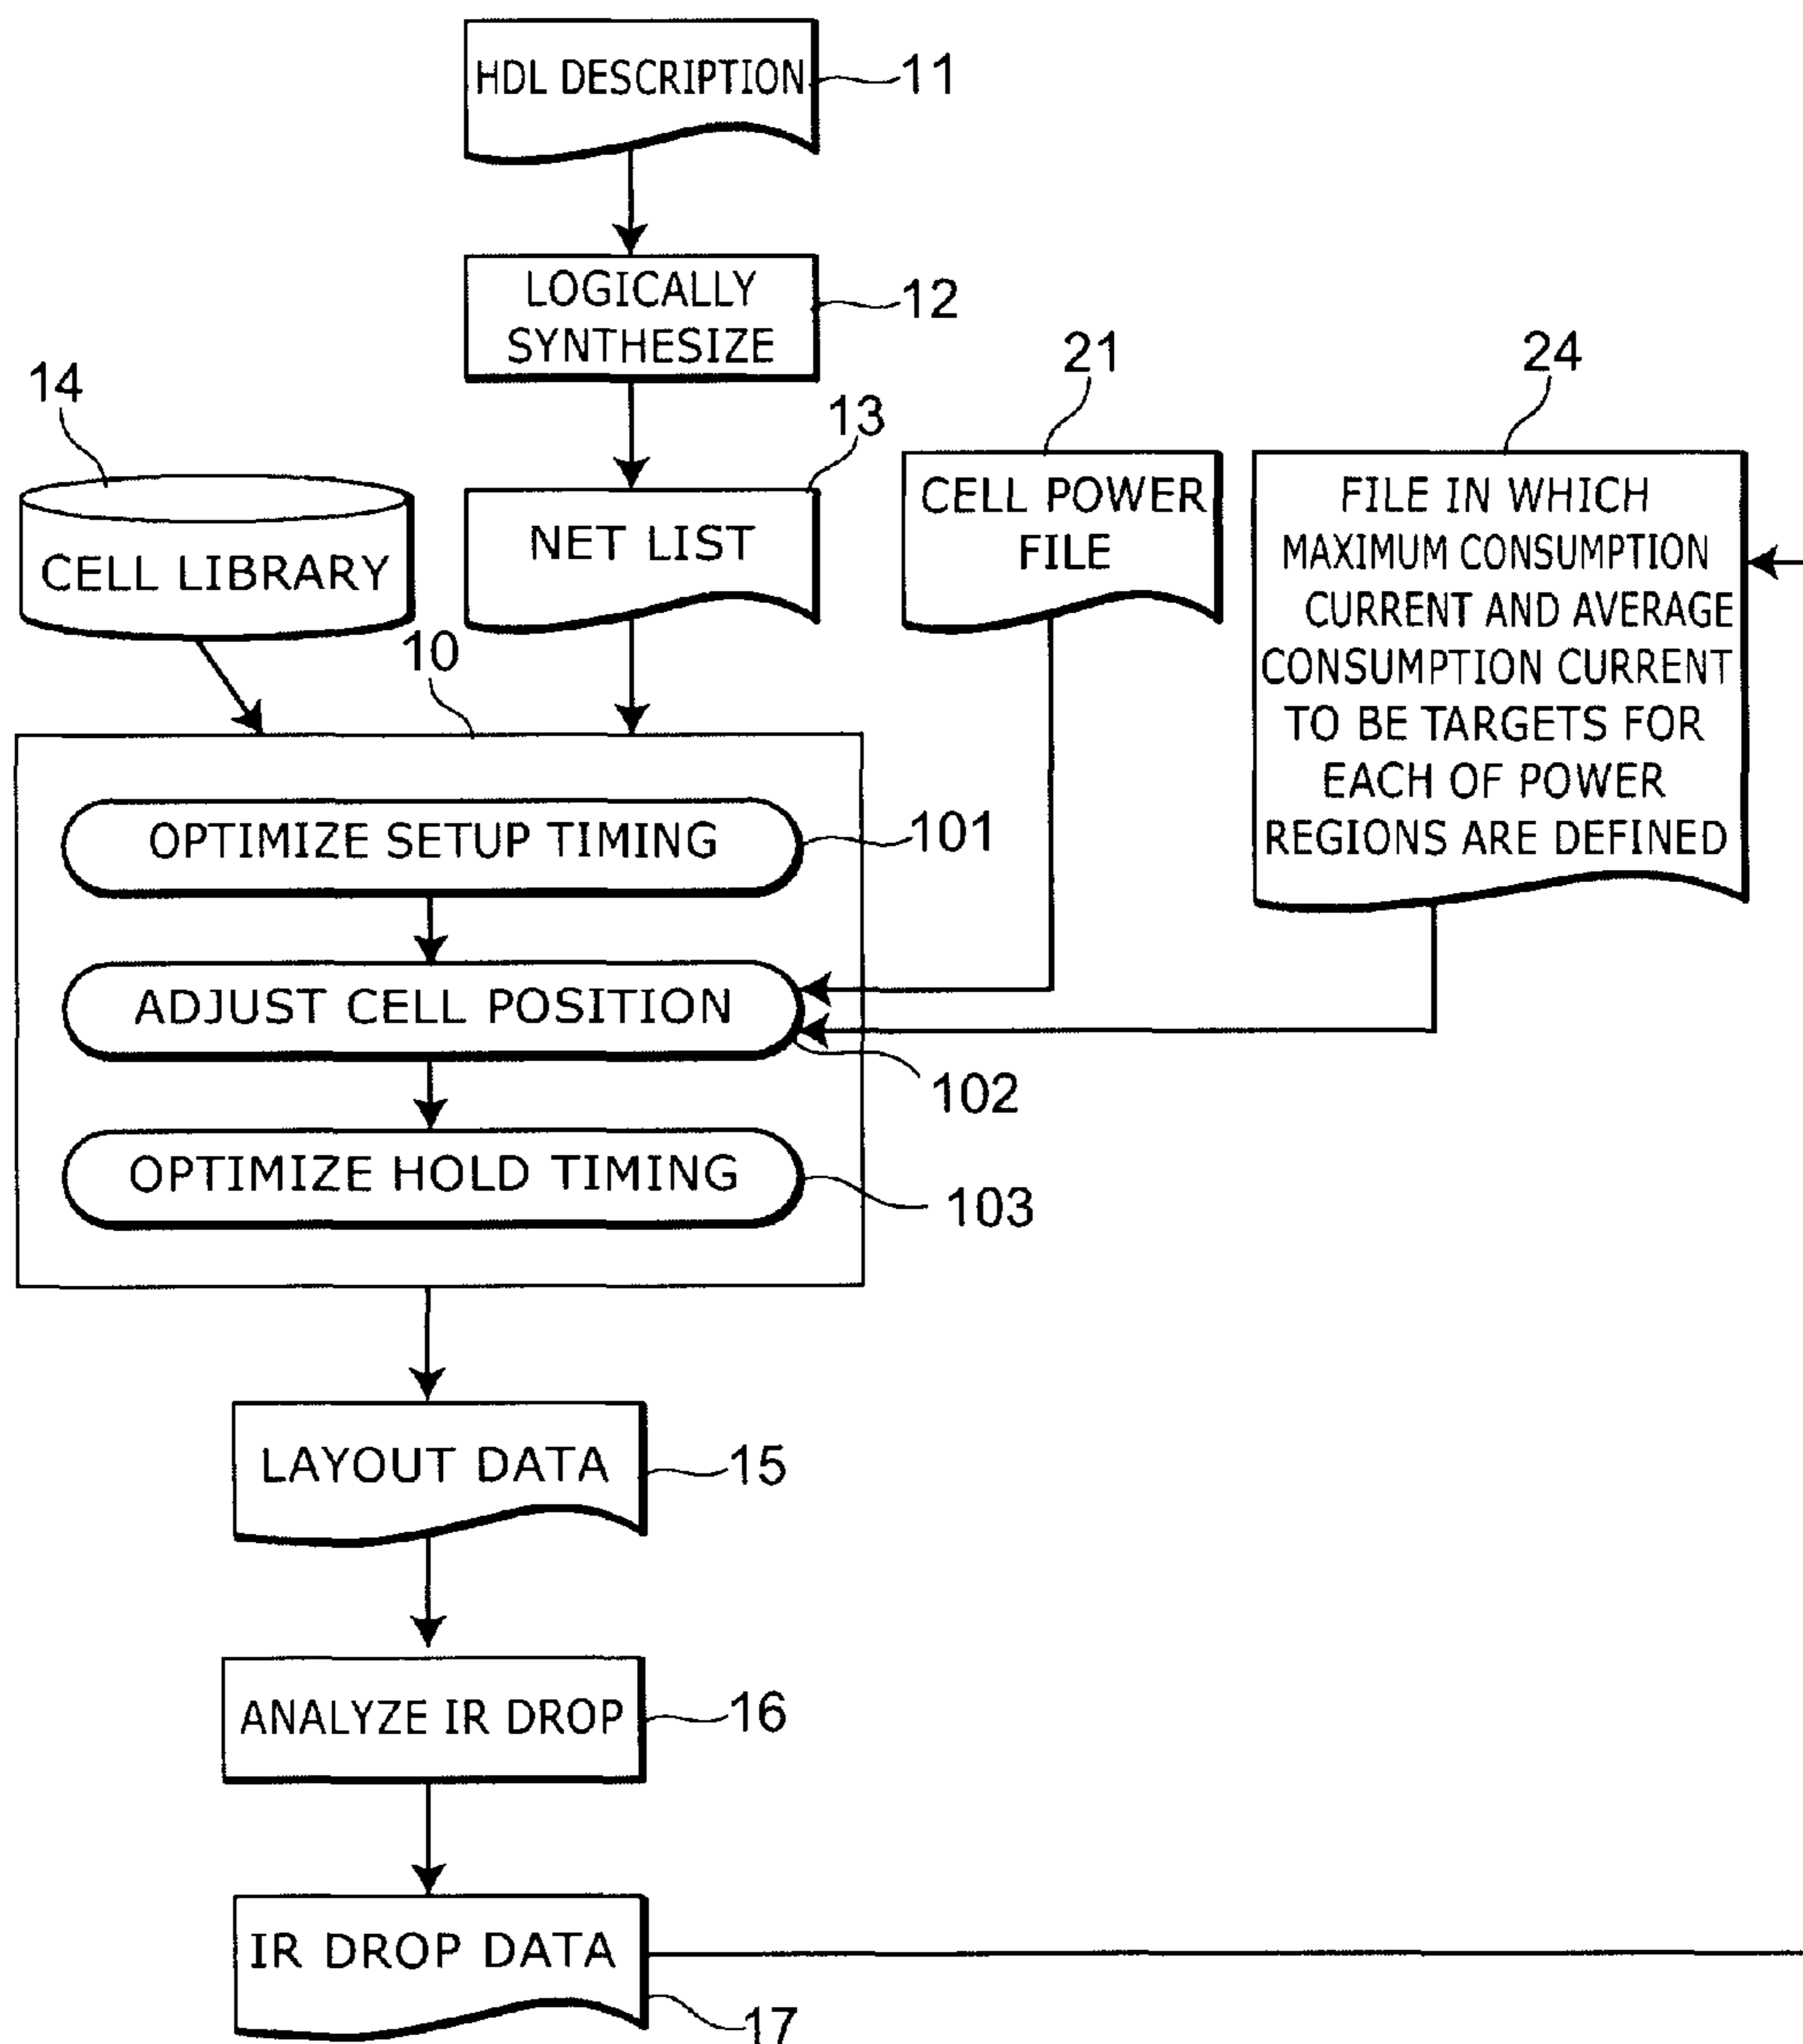 HDL DESCRIPTION
11
LOGICALLY
SYNTHESIZE
12
14
13
21
24
CELL LIBRARY
NET LIST
CELL POWER
FILE
FILE IN WHICH
MAXIMUM CONSUMPTION
CURRENT AND AVERAGE
CONSUMPTION CURRENT
TO BE TARGETS FOR
EACH OF POWER
REGIONS ARE DEFINED
10
OPTIMIZE SETUP TIMING
101
ADJUST CELL POSITION
102
OPTIMIZE HOLD TIMING
103
LAYOUT DATA
15
ANALYZE IR DROP
16
IR DROP DATA
17